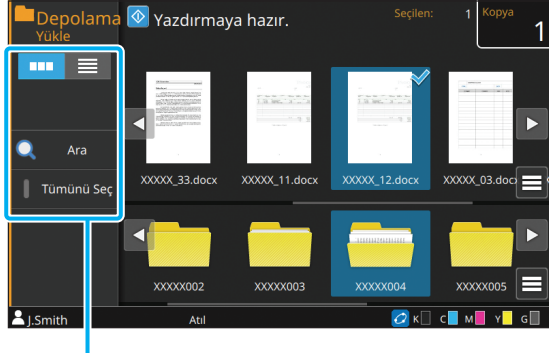 Depolama
Yükle
Yazdırmaya hazır.
Seçilen: 1
Kopya
1
Ara
Tümünü Seç
XXXXX_33.docx
XXXXX_11.docx
XXXXX_12.docx
XXXXX_03.docx
XXXXX002
XXXXX003
XXXXX004
XXXXX005
J.Smith
Atıl
K C M Y G